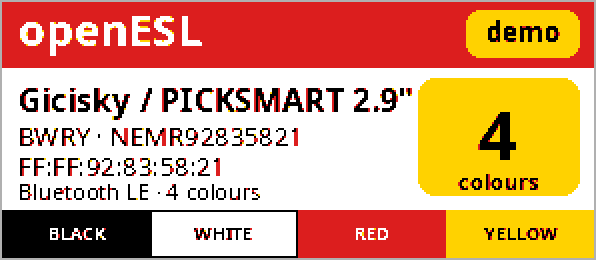 openESL
demo
Gicisky / PICKSMART 2.9"
BWRY · NEMR92835821
FF:FF:92:83:58:21
Bluetooth LE · 4 colours
4
colours
BLACK
WHITE
RED
YELLOW